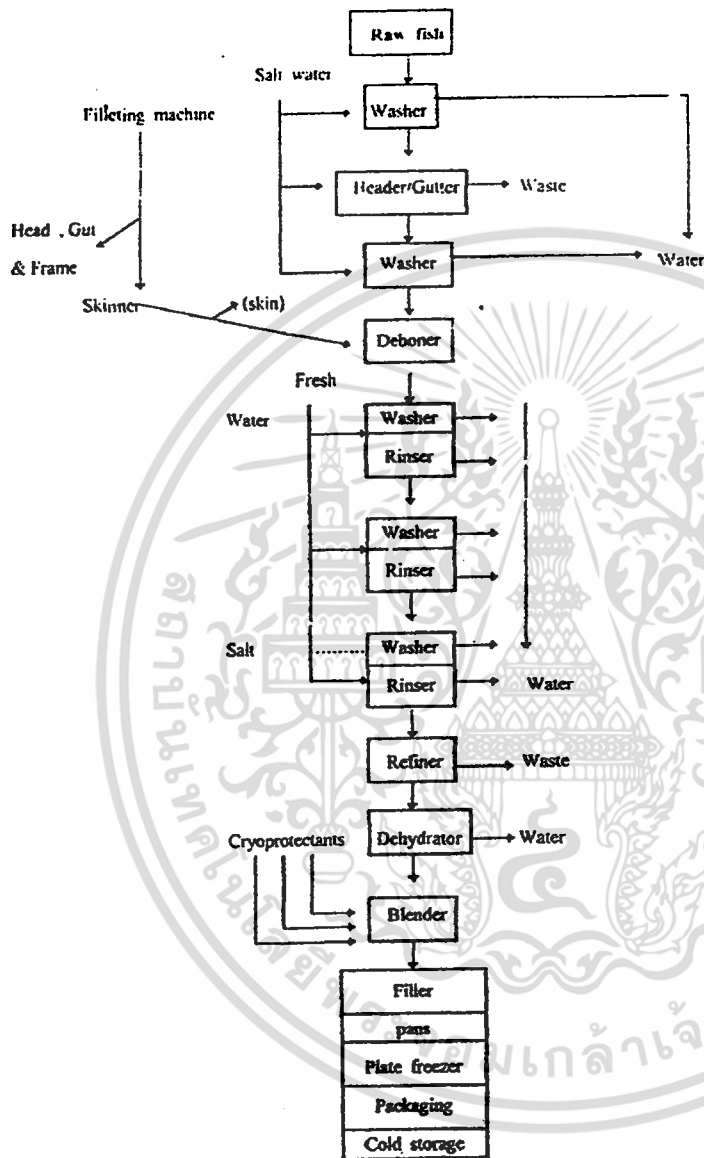 Raw fish
Salt water
Filleting machine
Washer
Header/Gutter
Waste
Head , Gut
& Frame
Washer
Water
Skinner
(skin)
Deboner
Fresh
Water
Washer
Rinser
Washer
Rinser
Salt
Washer
Rinser
Water
Refiner
Waste
Cryoprotectants
Dehydrator
Water
Blender
Filler
pans
Plate freezer
Packaging
Cold storage